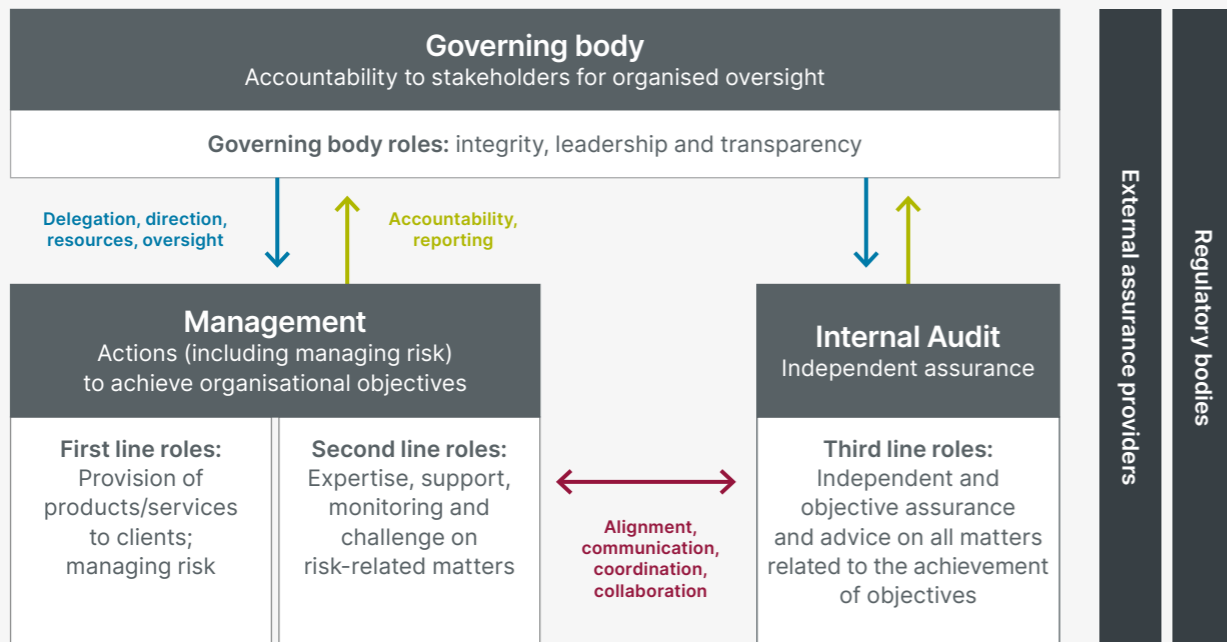 Governing body
Accountability to stakeholders for organised oversight
Governing body roles: integrity, leadership and transparency
Delegation, direction,
resources, oversight
Accountability,
reporting
Management
Actions (including managing risk)
to achieve organisational objectives
First line roles:
Provision of
products/services
to clients;
managing risk
Second line roles:
Expertise, support,
monitoring and
challenge on
risk-related matters
Alignment,
communication,
coordination,
collaboration
Internal Audit
Independent assurance
Third line roles:
Independent and
objective assurance
and advice on all matters
related to the achievement
of objectives
External assurance providers
Regulatory bodies